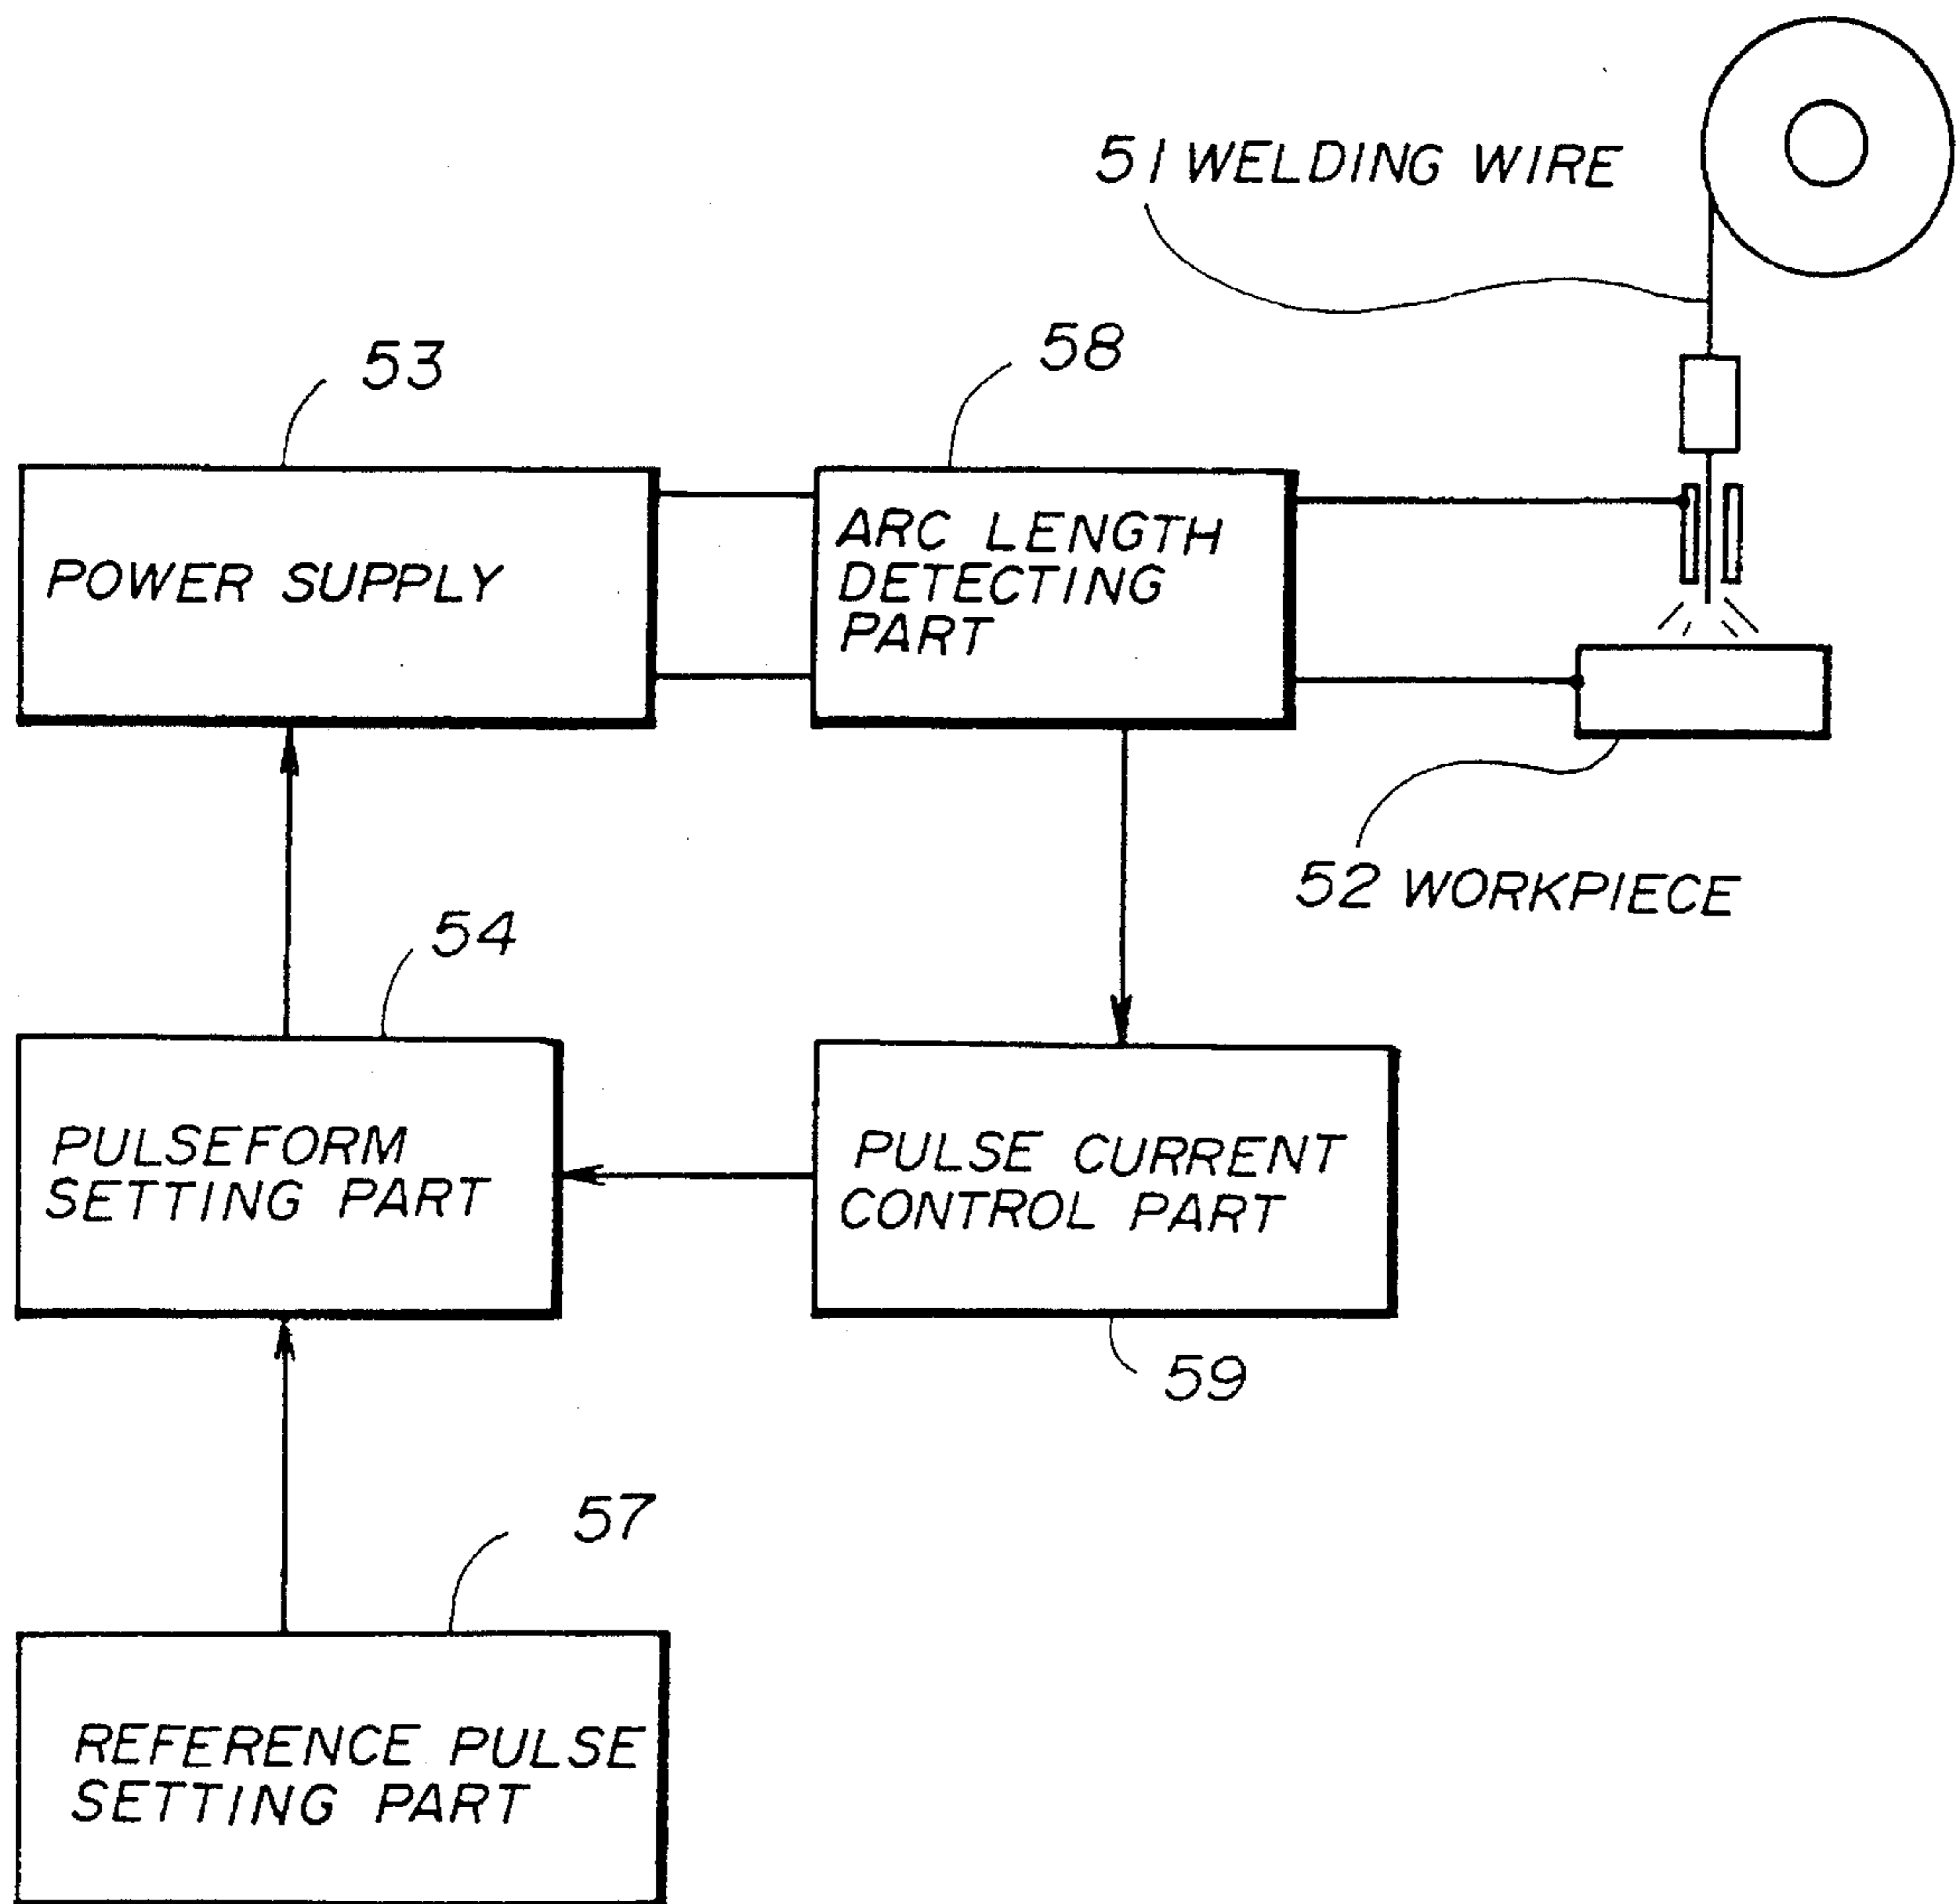 51 WELDING WIRE
53
58
POWER SUPPLY
ARC LENGTH
DETECTING
PART
52 WORKPIECE
54
PULSEFORM
SETTING PART
PULSE CURRENT
CONTROL PART
59
57
REFERENCE PULSE
SETTING PART